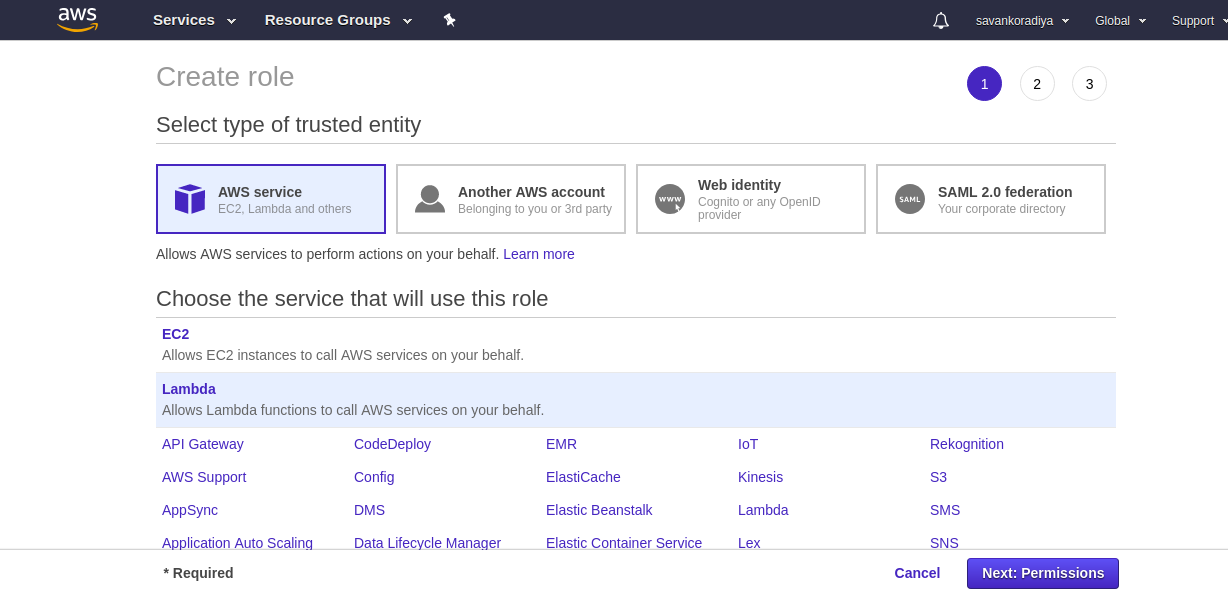 aws Services Resource Groups savankoradiya Global Support
Create role
1 2 3
Select type of trusted entity
AWS service
EC2, Lambda and others
Another AWS account
Belonging to you or 3rd party
WWW
Web identity
Cognito or any OpenID
provider
SAML
SAML 2.0 federation
Your corporate directory
Allows AWS services to perform actions on your behalf. Learn more
Choose the service that will use this role
EC2
Allows EC2 instances to call AWS services on your behalf.
Lambda
Allows Lambda functions to call AWS services on your behalf.
API Gateway CodeDeploy EMR IoT Rekognition
AWS Support Config ElastiCache Kinesis S3
AppSync DMS Elastic Beanstalk Lambda SMS
Application Auto Scaling Data Lifecycle Manager Elastic Container Service Lex SNS
* Required Cancel Next: Permissions